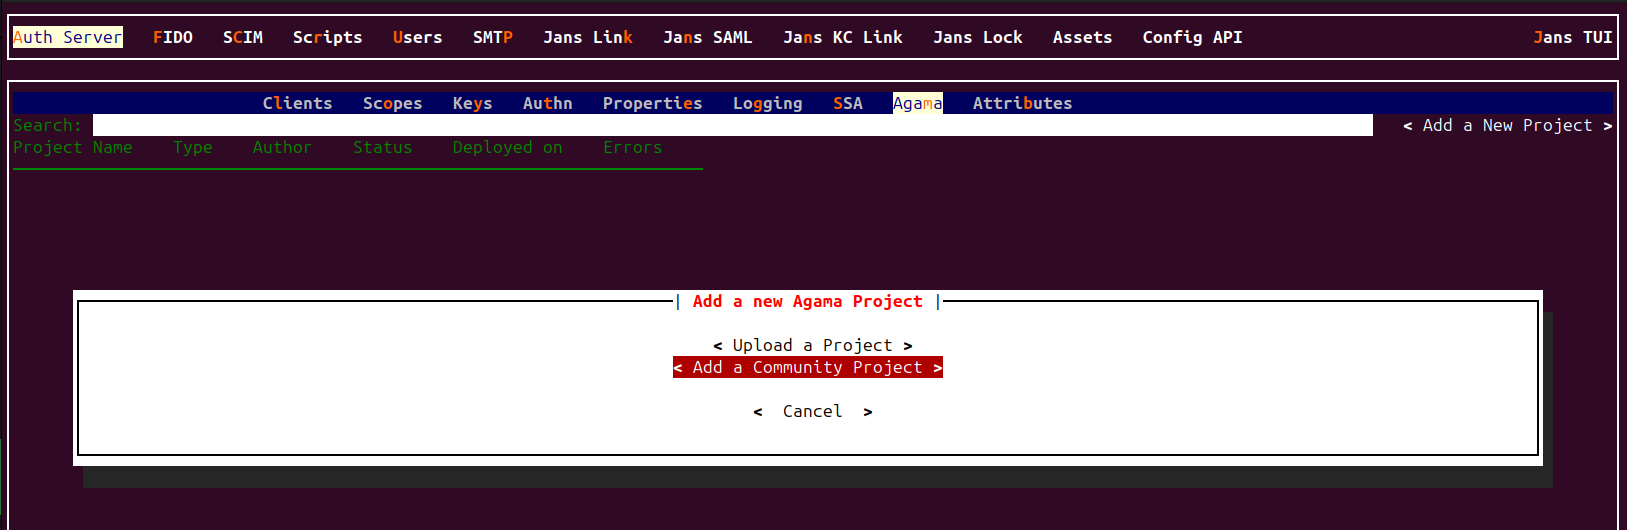 Auth Server FIDO SCIM Scripts Users SMTP Jans Link Jans SAML Jans KC Link Jans Lock Assets Config API Jans TUI
Clients Scopes Keys Authn Properties Logging SSA Agama Attributes
Search: < Add a New Project >
Project Name Type Author Status Deployed on Errors
| Add a new Agama Project |
< Upload a Project >
< Add a Community Project >
< Cancel >